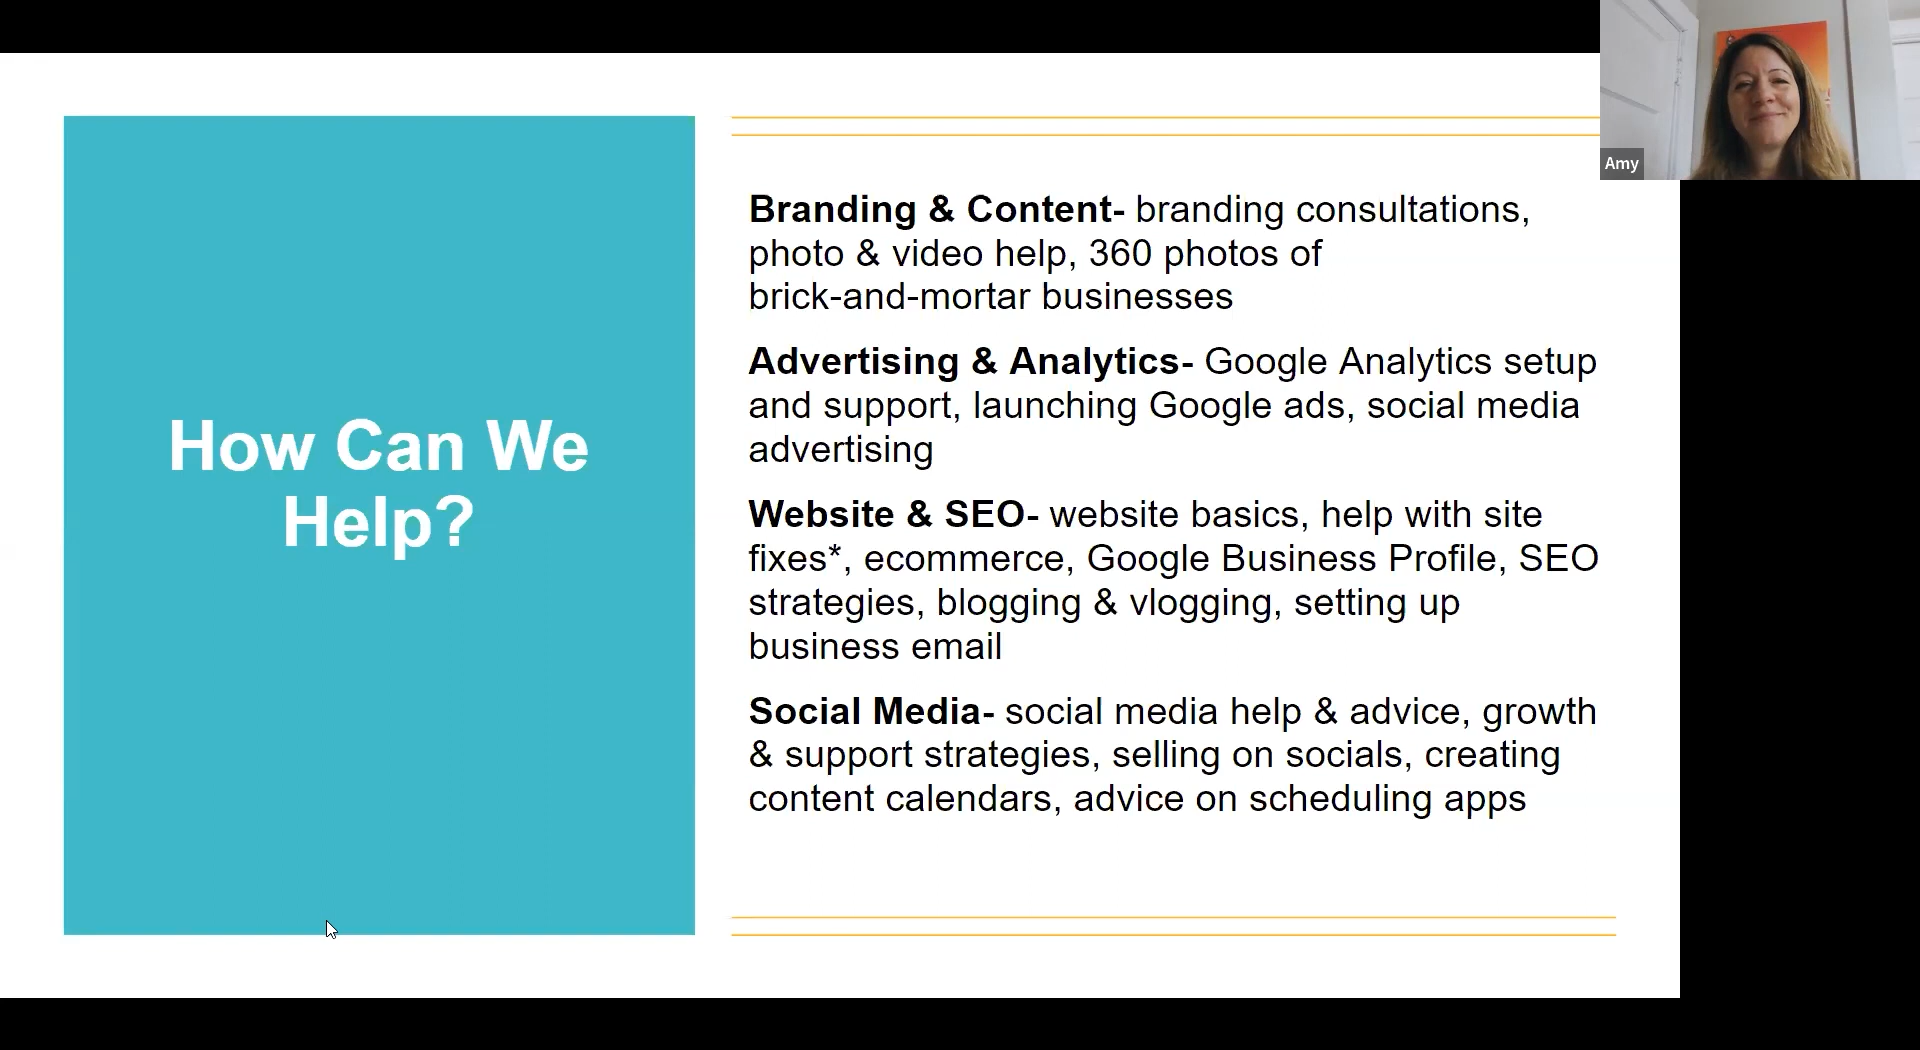 How Can We
Help?
Branding & Content- branding consultations,
photo & video help, 360 photos of
brick-and-mortar businesses
Advertising & Analytics- Google Analytics setup
and support, launching Google ads, social media
advertising
Website & SEO- website basics, help with site
fixes*, ecommerce, Google Business Profile, SEO
strategies, blogging & vlogging, setting up
business email
Social Media- social media help & advice, growth
& support strategies, selling on socials, creating
content calendars, advice on scheduling apps
Amy